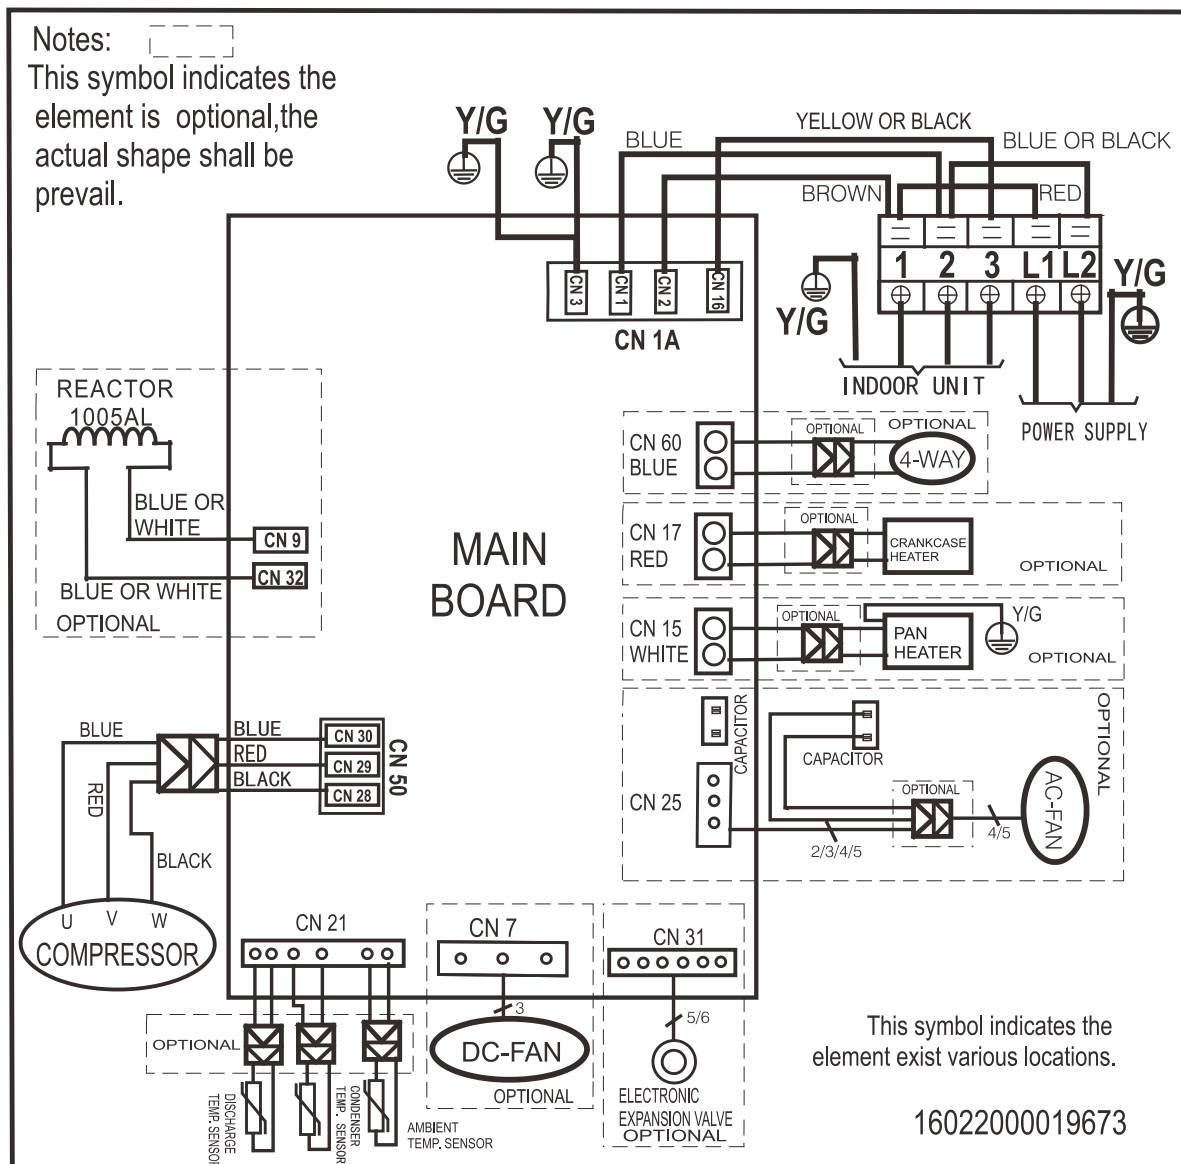 Notes:
This symbol indicates the
element is optional,the
actual shape shall be
prevail.
Y/G
Y/G
BLUE
YELLOW OR BLACK
BLUE OR BLACK
BROWN
RED
1 2 3 L1 L2
Y/G
Y/G
CN 3
CN 1
CN 2
CN 16
CN 1A
INDOOR UNIT
POWER SUPPLY
REACTOR
1005AL
BLUE OR
WHITE
CN 9
CN 32
BLUE OR WHITE
OPTIONAL
MAIN
BOARD
CN 60
BLUE
OPTIONAL
OPTIONAL
4-WAY
CN 17
RED
OPTIONAL
CRANKCASE
HEATER
OPTIONAL
CN 15
WHITE
OPTIONAL
PAN
HEATER
Y/G
OPTIONAL
CAPACITOR
CAPACITOR
OPTIONAL
CN 25
OPTIONAL
2/3/4/5
4/5
AC-FAN
BLUE
RED
BLACK
BLUE
RED
BLACK
CN 30
CN 29
CN 28
CN 50
U V W
COMPRESSOR
CN 21
CN 7
CN 31
OPTIONAL
3
DC-FAN
OPTIONAL
5/6
ELECTRONIC
EXPANSION VALVE
OPTIONAL
DISCHARGE
TEMP. SENSOR
CONDENSER
TEMP. SENSOR
AMBIENT
TEMP. SENSOR
This symbol indicates the
element exist various locations.
16022000019673